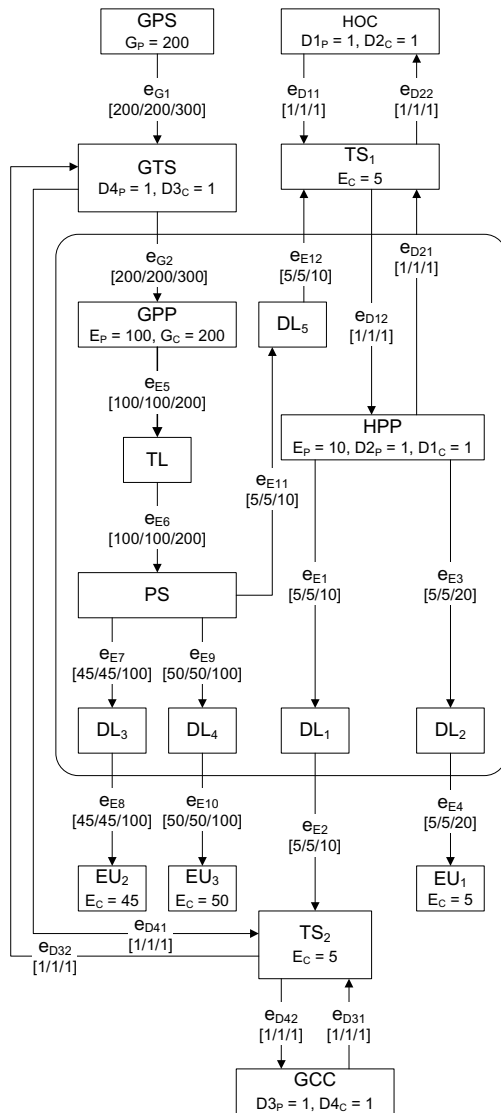 GPS
G_P = 200
HOC
D1_P = 1, D2_C = 1
e_G1
[200/200/300]
e_D11
[1/1/1]
e_D22
[1/1/1]
GTS
D4_P = 1, D3_C = 1
TS_1
E_C = 5
e_G2
[200/200/300]
e_E12
[5/5/10]
e_D21
[1/1/1]
GPP
E_P = 100, G_C = 200
DL_5
e_D12
[1/1/1]
e_E5
[100/100/200]
HPP
E_P = 10, D2_P = 1, D1_C = 1
TL
e_E11
[5/5/10]
e_E6
[100/100/200]
e_E1
[5/5/10]
e_E3
[5/5/20]
PS
e_E7
[45/45/100]
e_E9
[50/50/100]
DL_3
DL_4
DL_1
DL_2
e_E8
[45/45/100]
e_E10
[50/50/100]
e_E2
[5/5/10]
e_E4
[5/5/20]
EU_2
E_C = 45
EU_3
E_C = 50
EU_1
E_C = 5
e_D41
[1/1/1]
e_D32
[1/1/1]
TS_2
E_C = 5
e_D42
[1/1/1]
e_D31
[1/1/1]
GCC
D3_P = 1, D4_C = 1